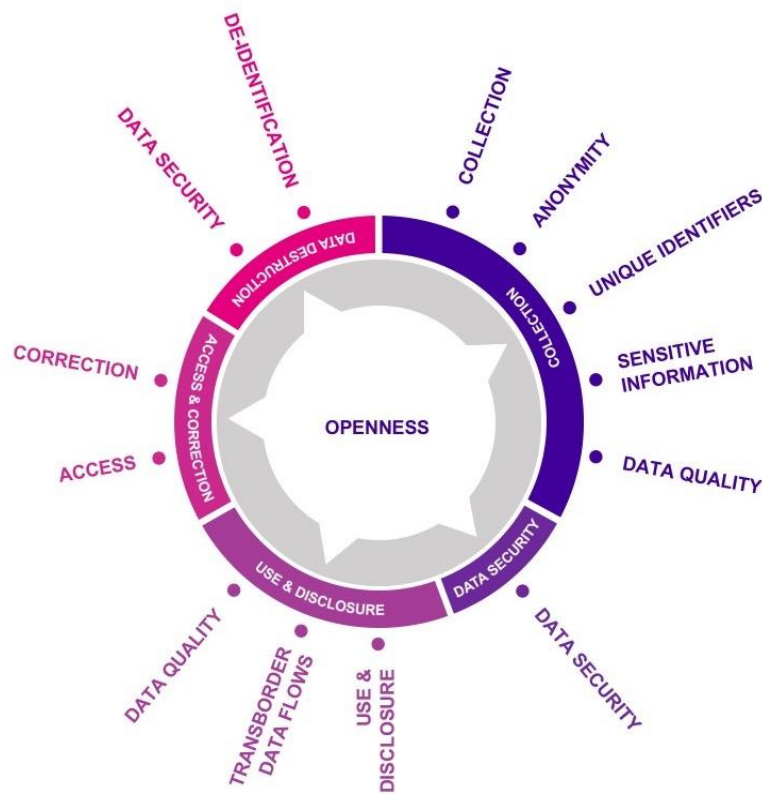 COLLECTION
ANONYMITY
UNIQUE IDENTIFIERS
SENSITIVE
INFORMATION
DATA QUALITY
DATA SECURITY
USE &
DISCLOSURE
TRANSBORDER
DATA FLOWS
DATA QUALITY
ACCESS
CORRECTION
DATA SECURITY
DE-IDENTIFICATION
COLLECTION
DATA SECURITY
USE & DISCLOSURE
ACCESS & CORRECTION
DATA DESTRUCTION
OPENNESS